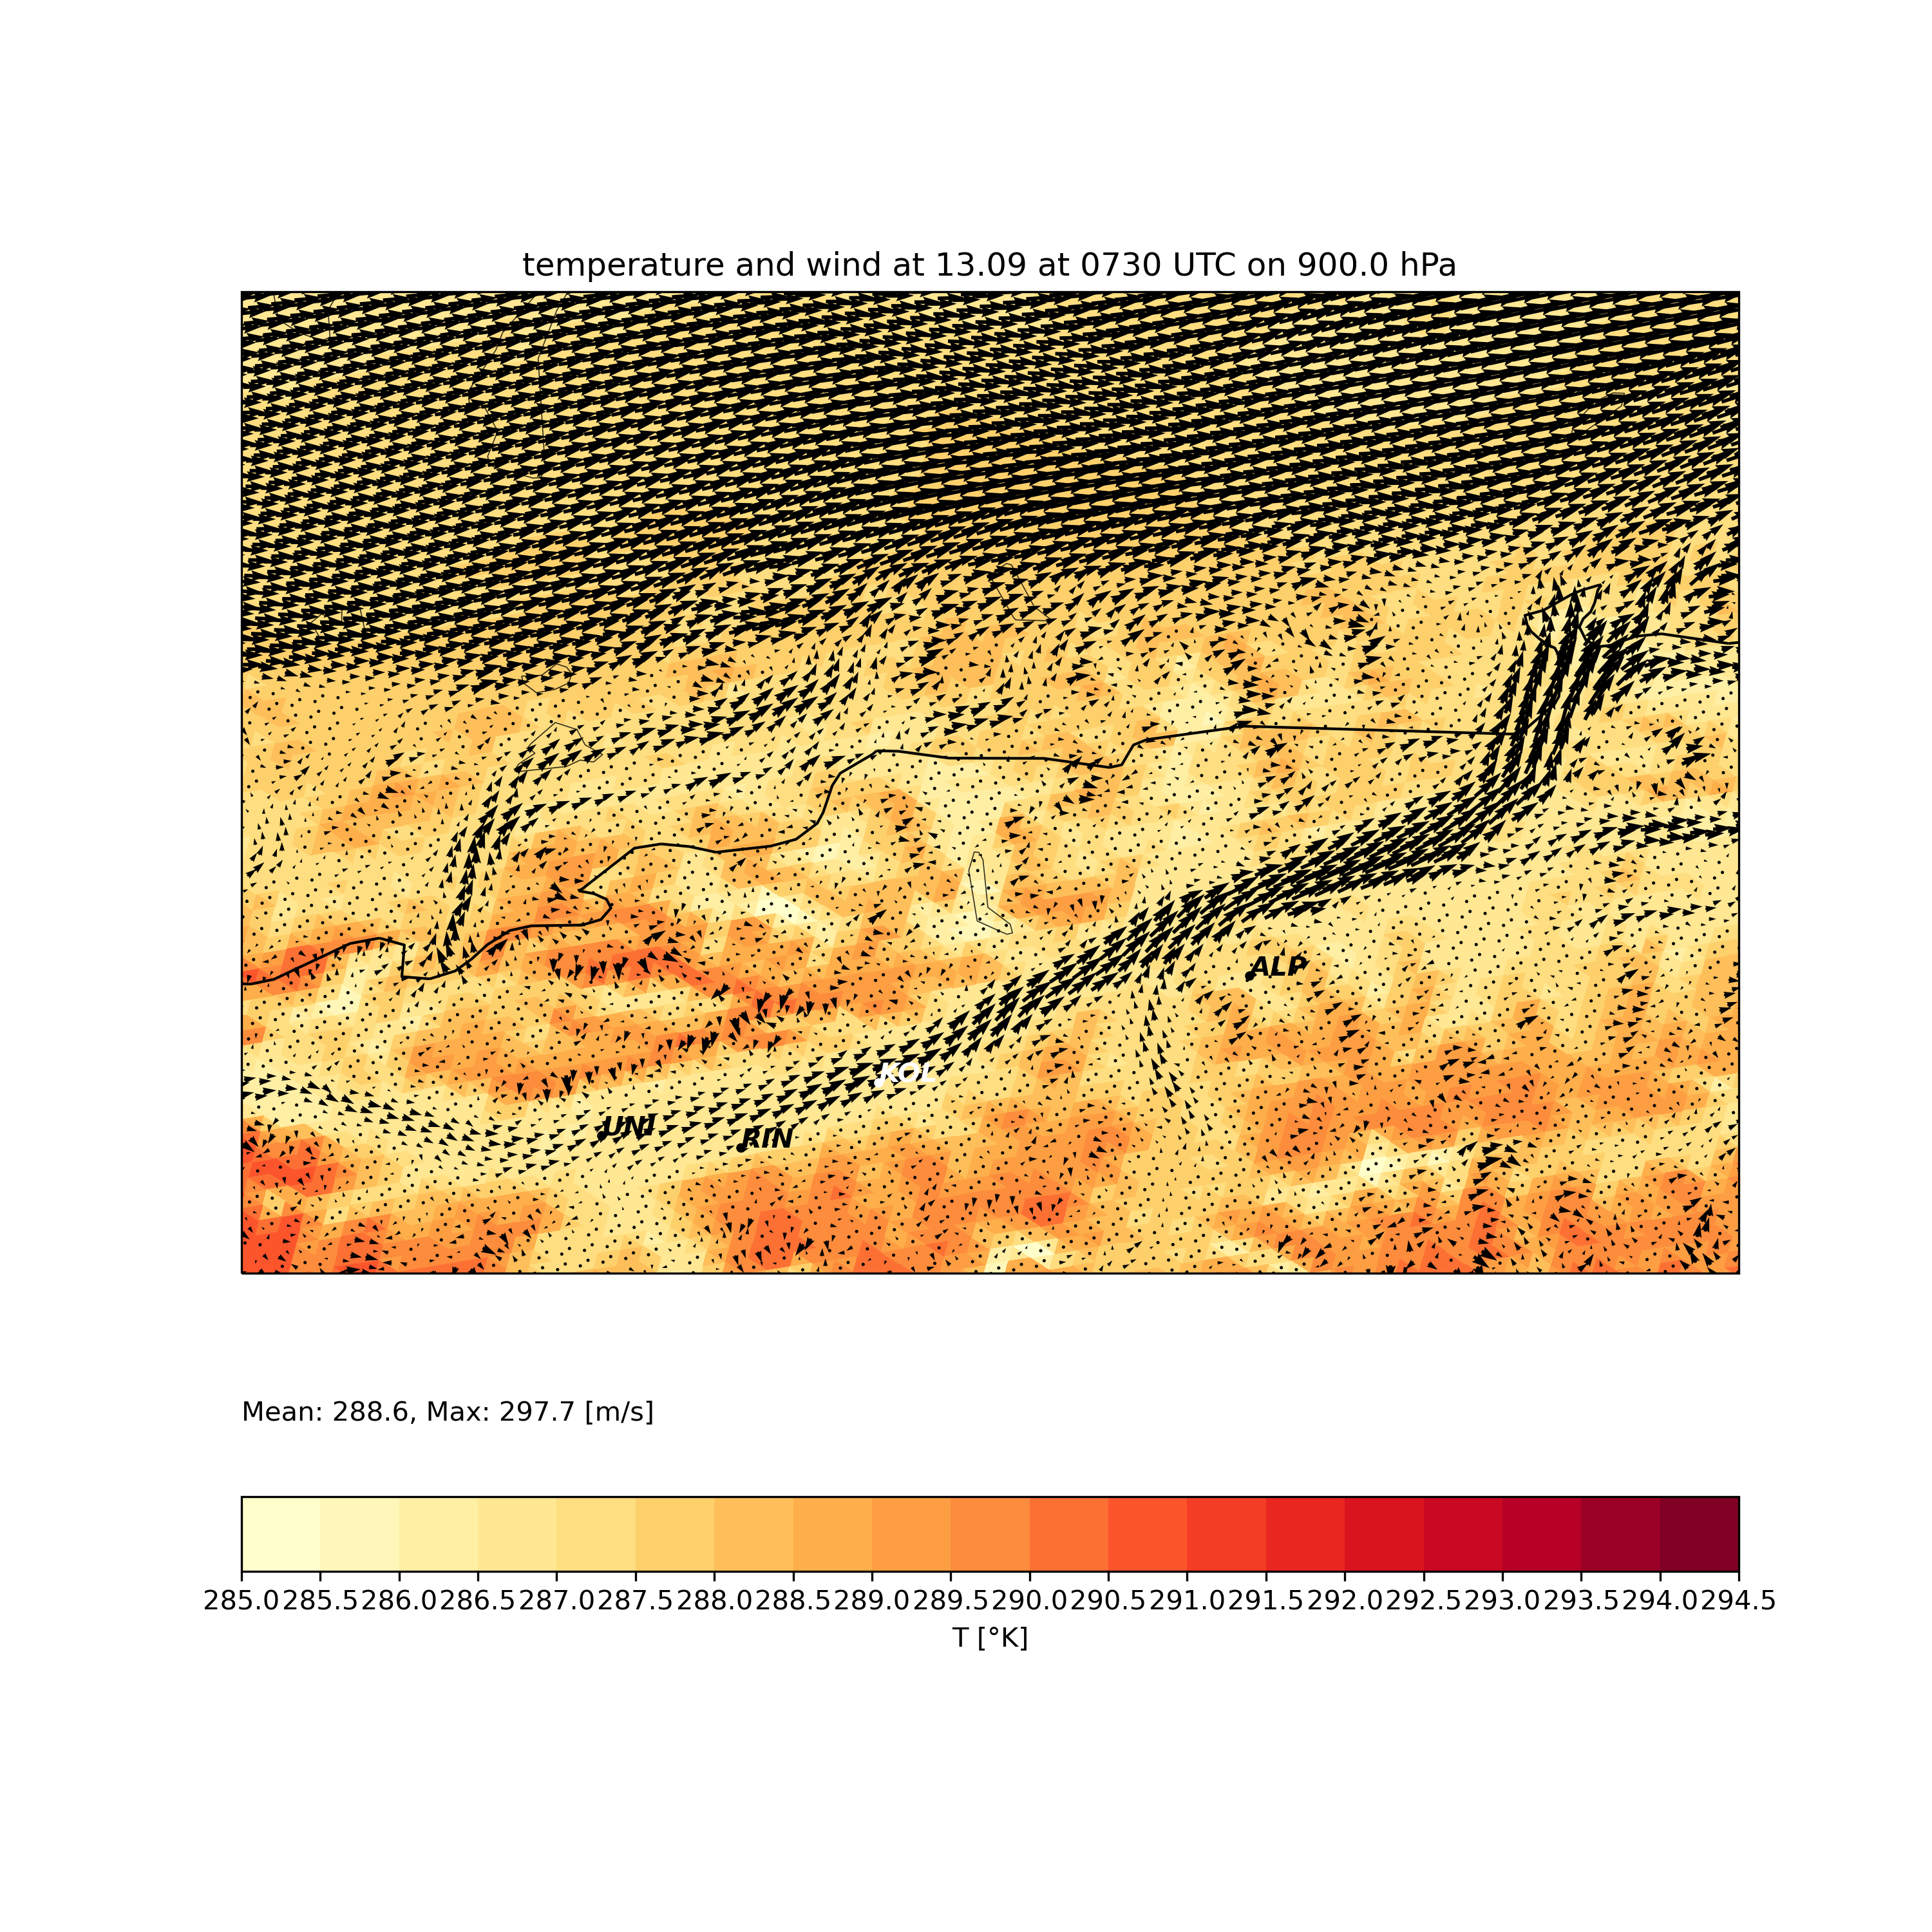 temperature and wind at 13.09 at 0730 UTC on 900.0 hPa
ALP
KOL
UNI
RIN
Mean: 288.6, Max: 297.7 [m/s]
285.0 285.5 286.0 286.5 287.0 287.5 288.0 288.5 289.0 289.5 290.0 290.5 291.0 291.5 292.0 292.5 293.0 293.5 294.0 294.5
T [°K]